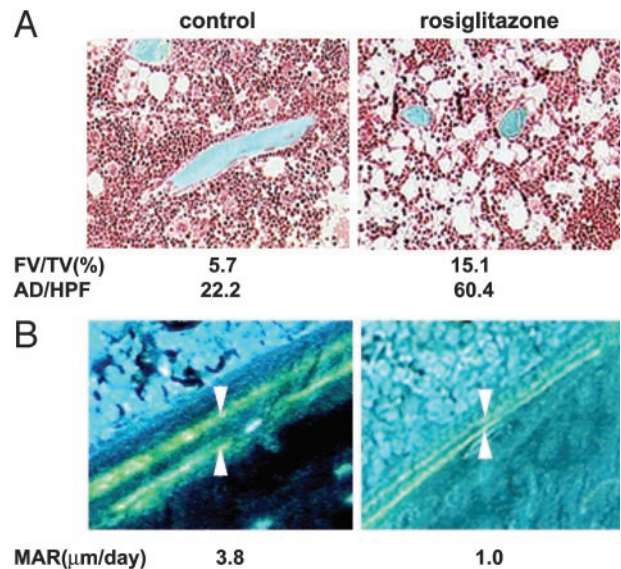 A control rosiglitazone
FV/TV(%) 5.7 15.1
AD/HPF 22.2 60.4
B
MAR(μm/day) 3.8 1.0